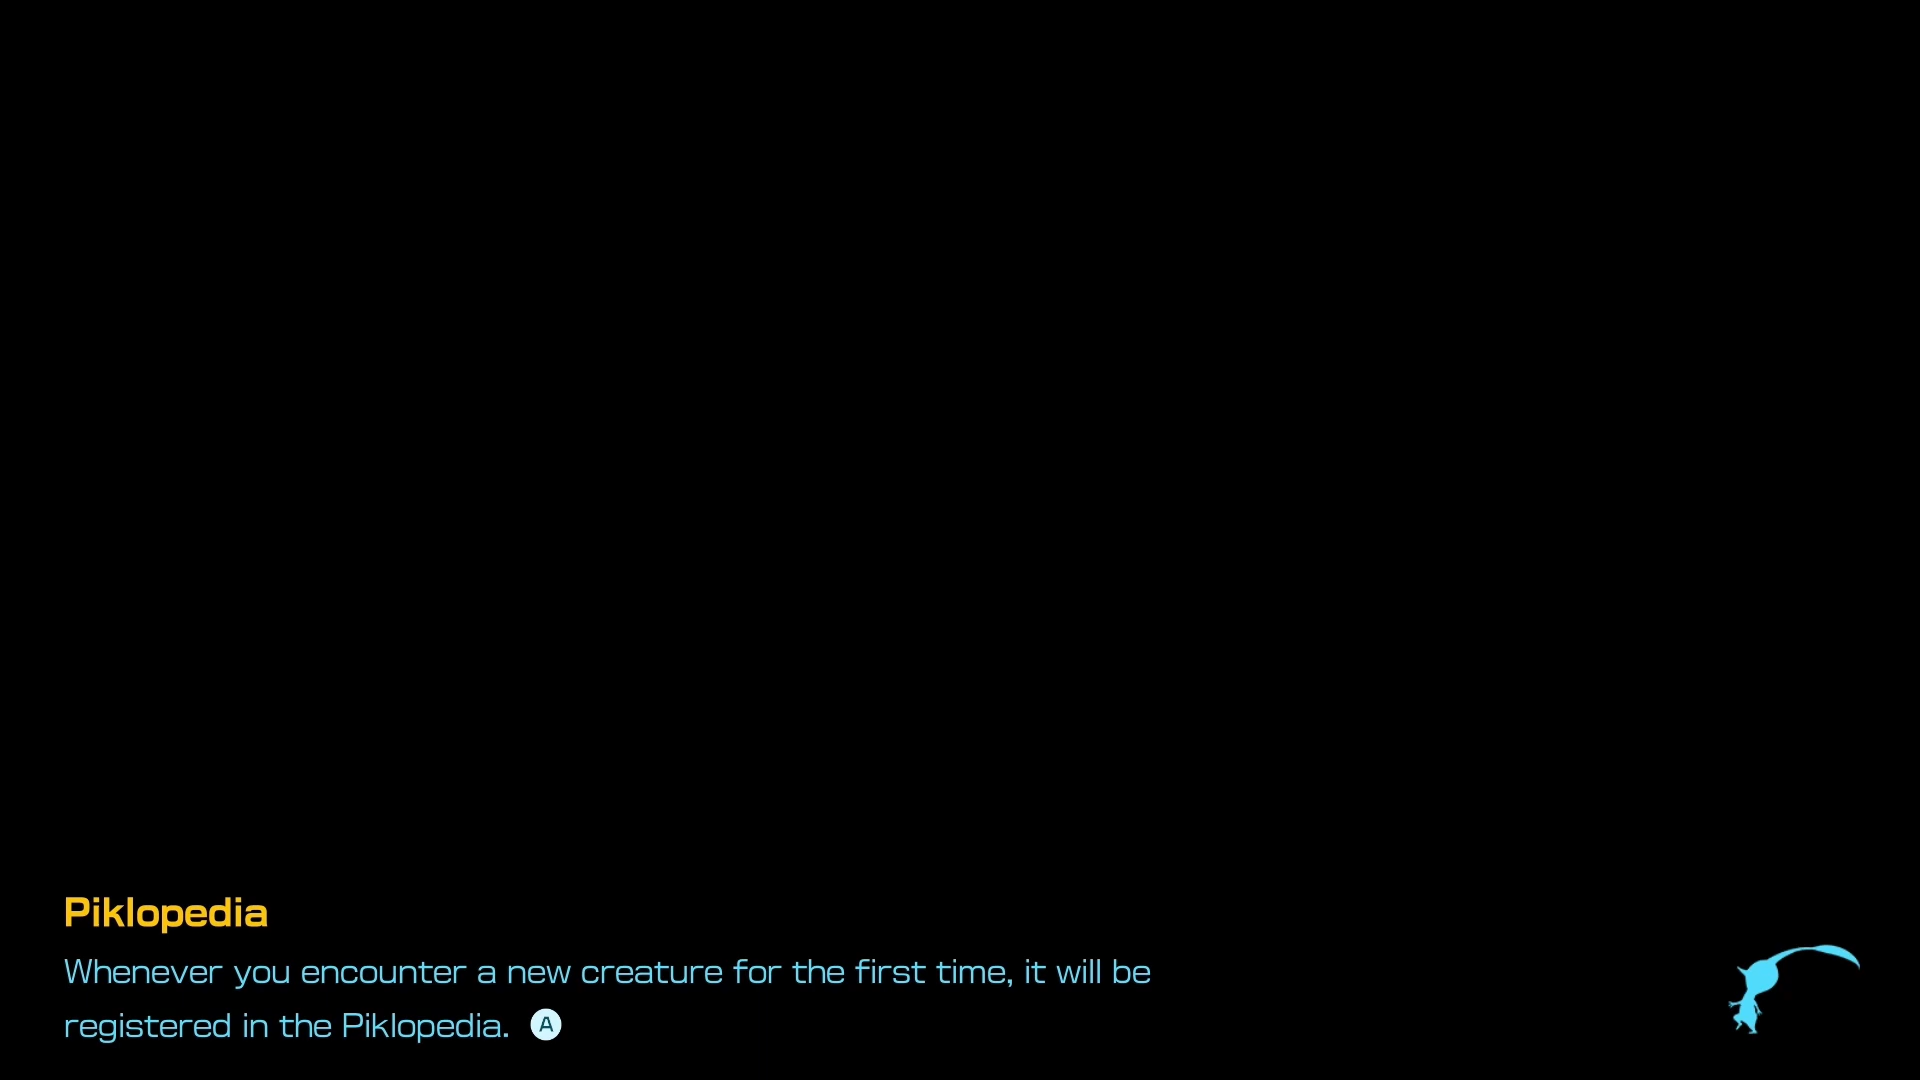 Piklopedia
Whenever you encounter a new creature for the first time, it will be
registered in the Piklopedia. A